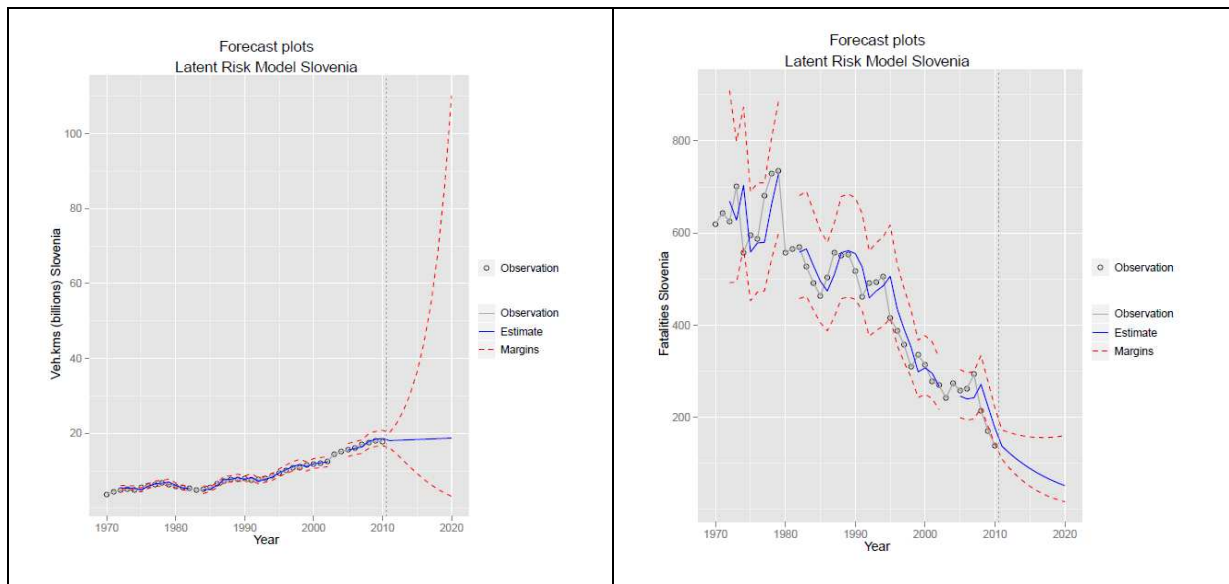 Forecast plots
Latent Risk Model Slovenia
Veh.kms (billions) Slovenia
100
80
60
40
20
1970
1980
1990
2000
2010
2020
Year
Observation
Observation
Estimate
Margins
Forecast plots
Latent Risk Model Slovenia
Fatalities Slovenia
800
600
400
200
1970
1980
1990
2000
2010
2020
Year
Observation
Observation
Estimate
Margins